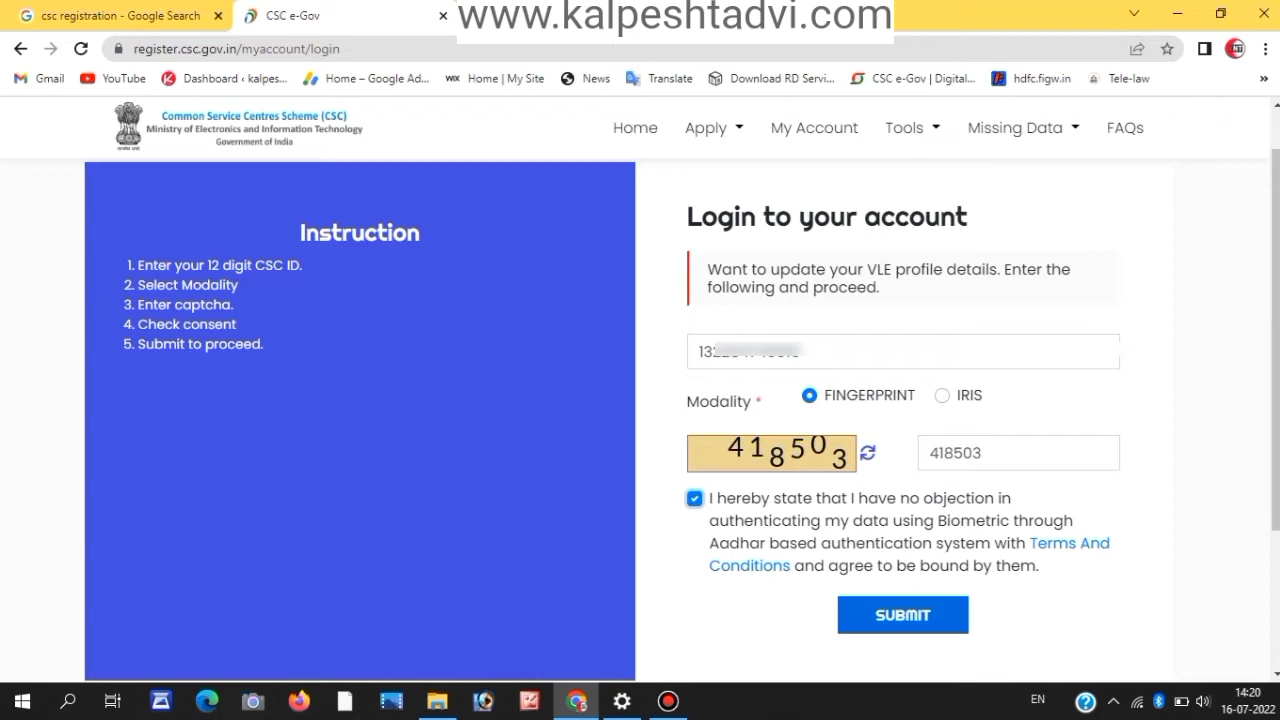 csc registration - Google Search
CSC e-Gov
www.kalpeshtadvi.com
register.csc.gov.in/myaccount/login
Gmail
YouTube
Dashboard ‹ kalpes...
Home – Google Ad...
WIX Home | My Site
News
Translate
Download RD Servi...
CSC e-Gov | Digital...
hdfc.figw.in
Tele-law
»
Common Service Centres Scheme (CSC)
Ministry of Electronics and Information Technology
Government of India
Home
Apply
My Account
Tools
Missing Data
FAQs
Instruction
1. Enter your 12 digit CSC ID.
2. Select Modality
3. Enter captcha.
4. Check consent
5. Submit to proceed.
Login to your account
Want to update your VLE profile details. Enter the
following and proceed.
Modality *
FINGERPRINT
IRIS
418503
418503
I hereby state that I have no objection in
authenticating my data using Biometric through
Aadhar based authentication system with Terms And
Conditions and agree to be bound by them.
SUBMIT
EN
14:20
16-07-2022